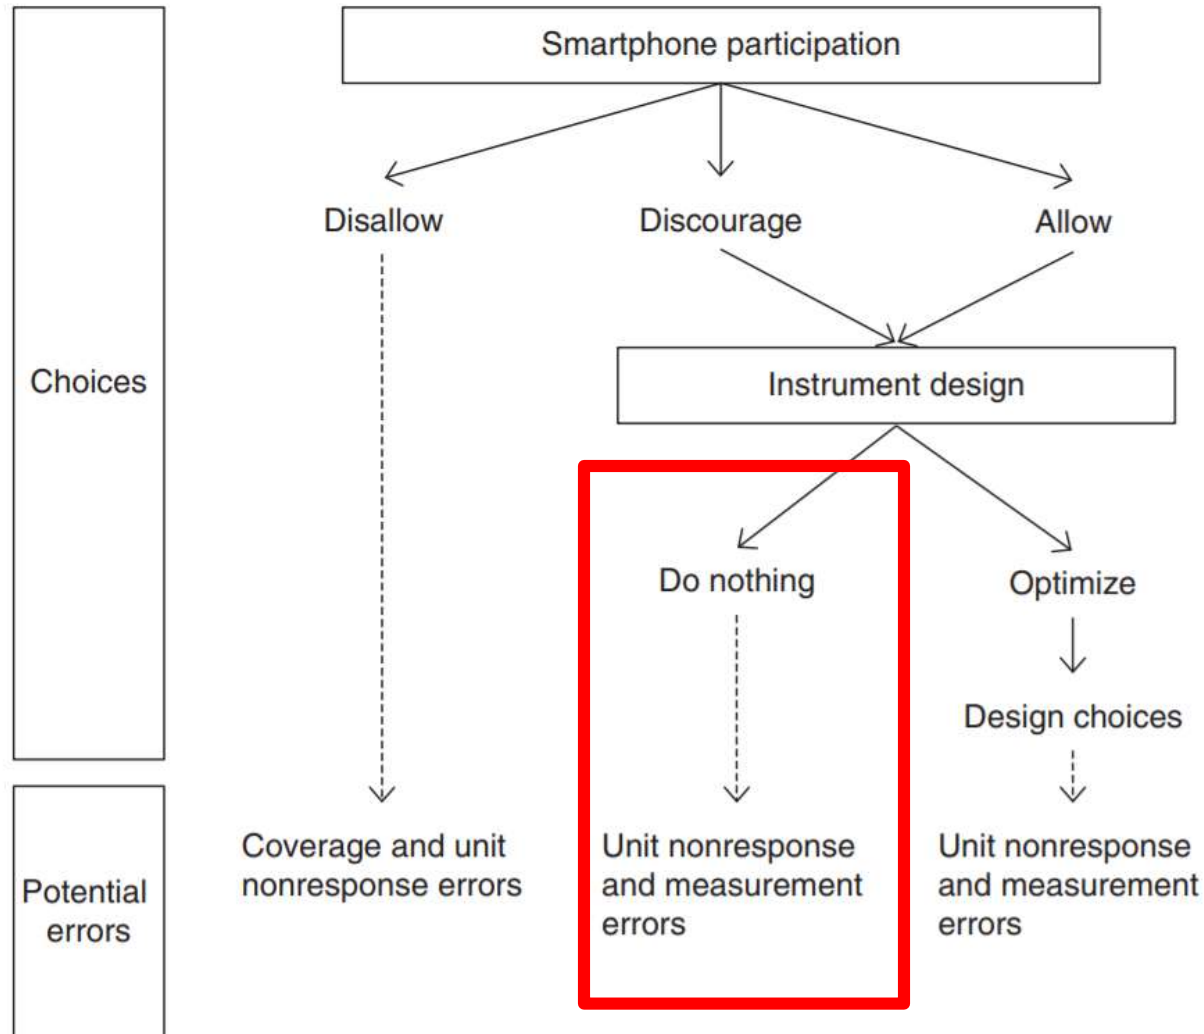 Smartphone participation
Disallow
Discourage
Allow
Choices
Instrument design
Do nothing
Optimize
Design choices
Coverage and unit
nonresponse errors
Unit nonresponse
and measurement
errors
Unit nonresponse
and measurement
errors
Potential
errors